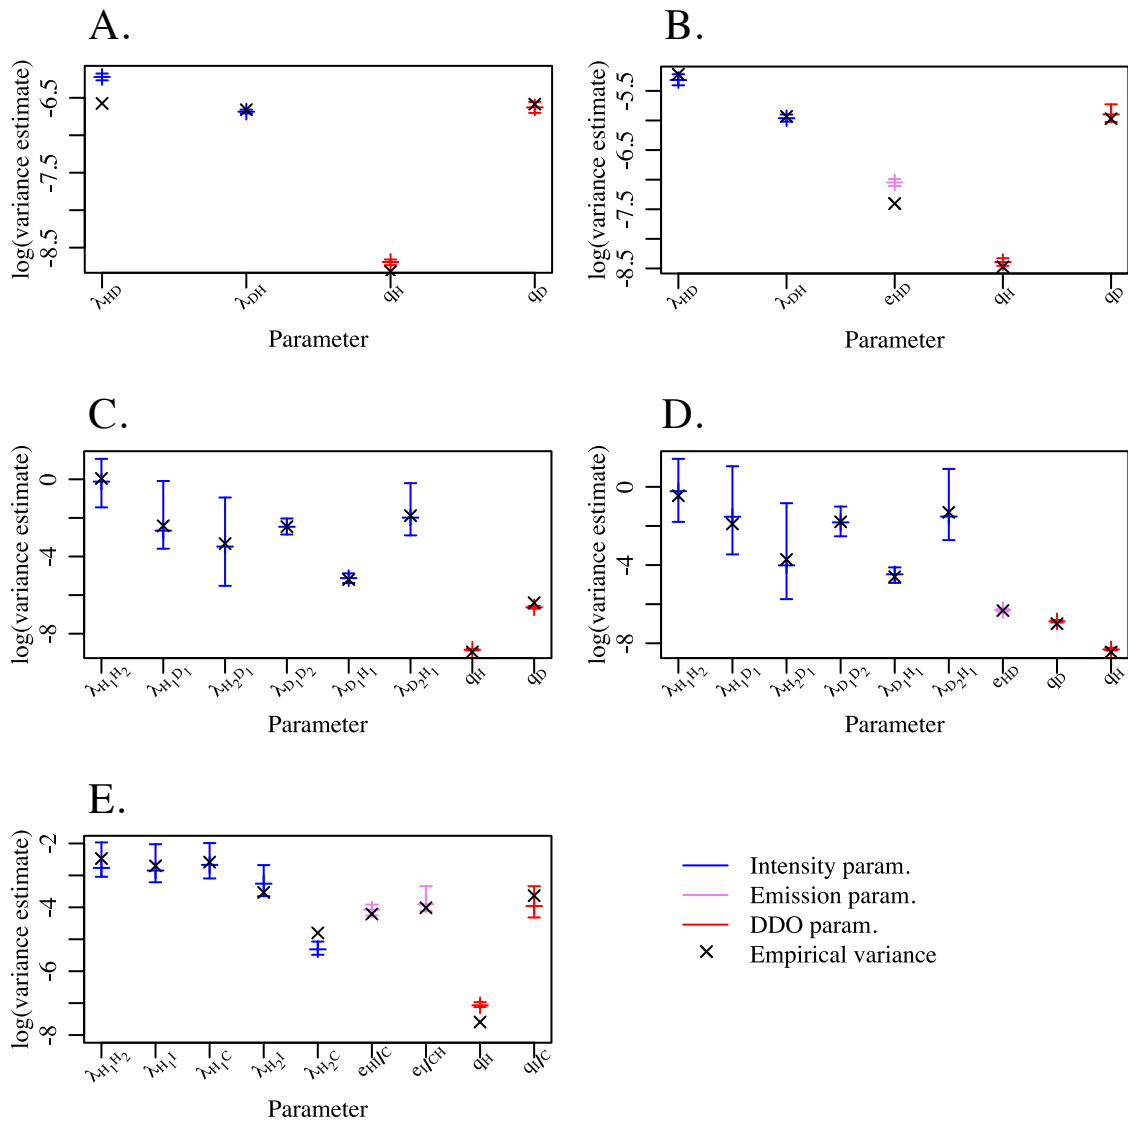 A.
log(variance estimate)
-6.5
-7.5
-8.5
λHD
λDH
qH
qD
Parameter
B.
log(variance estimate)
-5.5
-6.5
-7.5
-8.5
λHD
λDH
eHD
qH
qD
Parameter
C.
log(variance estimate)
0
-4
-8
λH1H2
λH1D1
λH2D1
λD1D2
λD1H1
λD2H1
qH
qD
Parameter
D.
log(variance estimate)
0
-4
-8
λH1H2
λH1D1
λH2D1
λD1D2
λD1H1
λD2H1
eHD
qD
qH
Parameter
E.
log(variance estimate)
-2
-4
-6
-8
λH1H2
λH1I
λH1C
λH2I
λH2C
eHI/C
eI/CH
qH
qI/C
Parameter
Intensity param.
Emission param.
DDO param.
Empirical variance